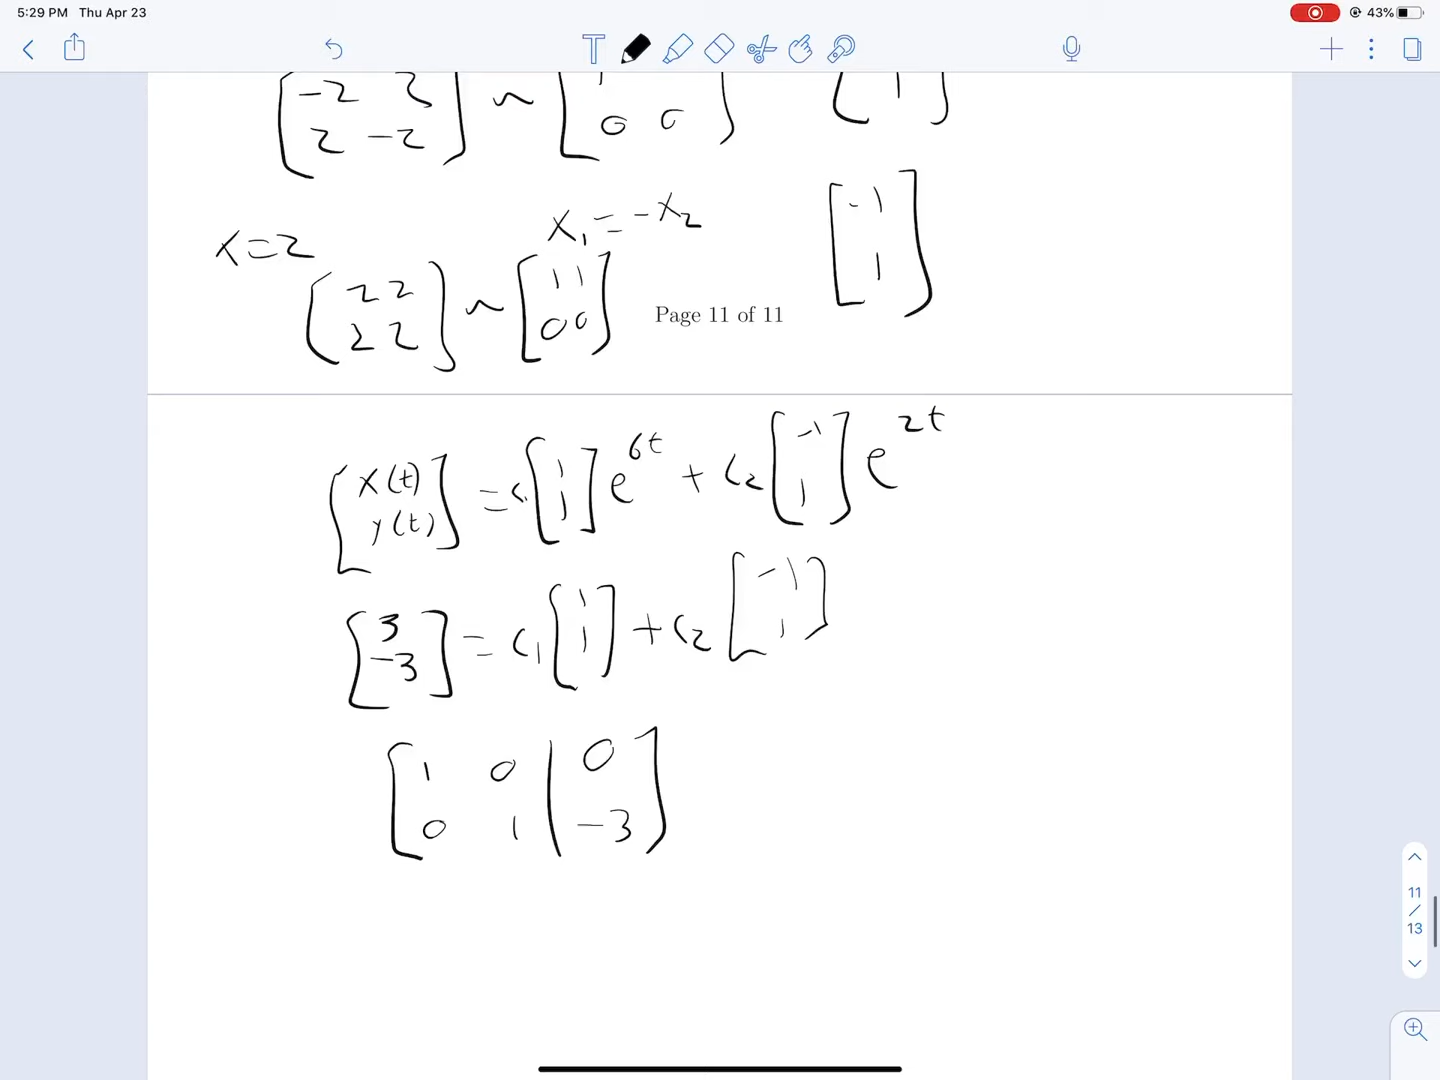 5:29 PM Thu Apr 23
43%
T
[-2 2
2 -2] ~ [
0 0] [
1]
[-1
1]
x1 = -x2
λ=2
[2 2
2 2] ~ [1 1
0 0]
Page 11 of 11
[x(t)
y(t)] = c1 [1
1] e^6t + c2 [-1
1] e^2t
[3
-3] = c1 [1
1] + c2 [-1
1]
[1 0 | 0
0 1 | -3]
11
/
13